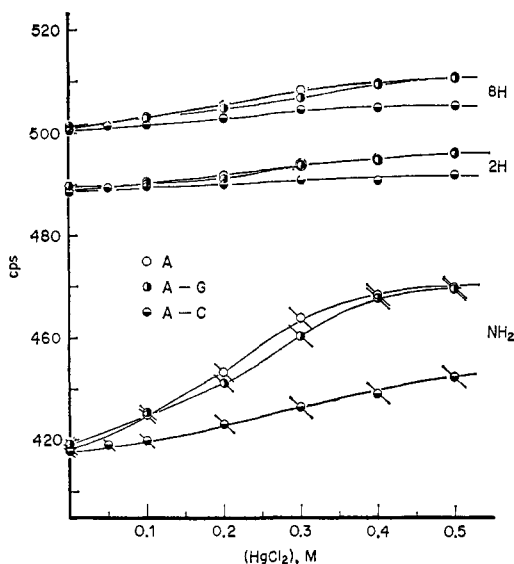 520
8H
500
2H
480
cps
○ A
◑ A – G
◒ A – C
460
NH₂
420
0.1 0.2 0.3 0.4 0.5
(HgCl₂), M